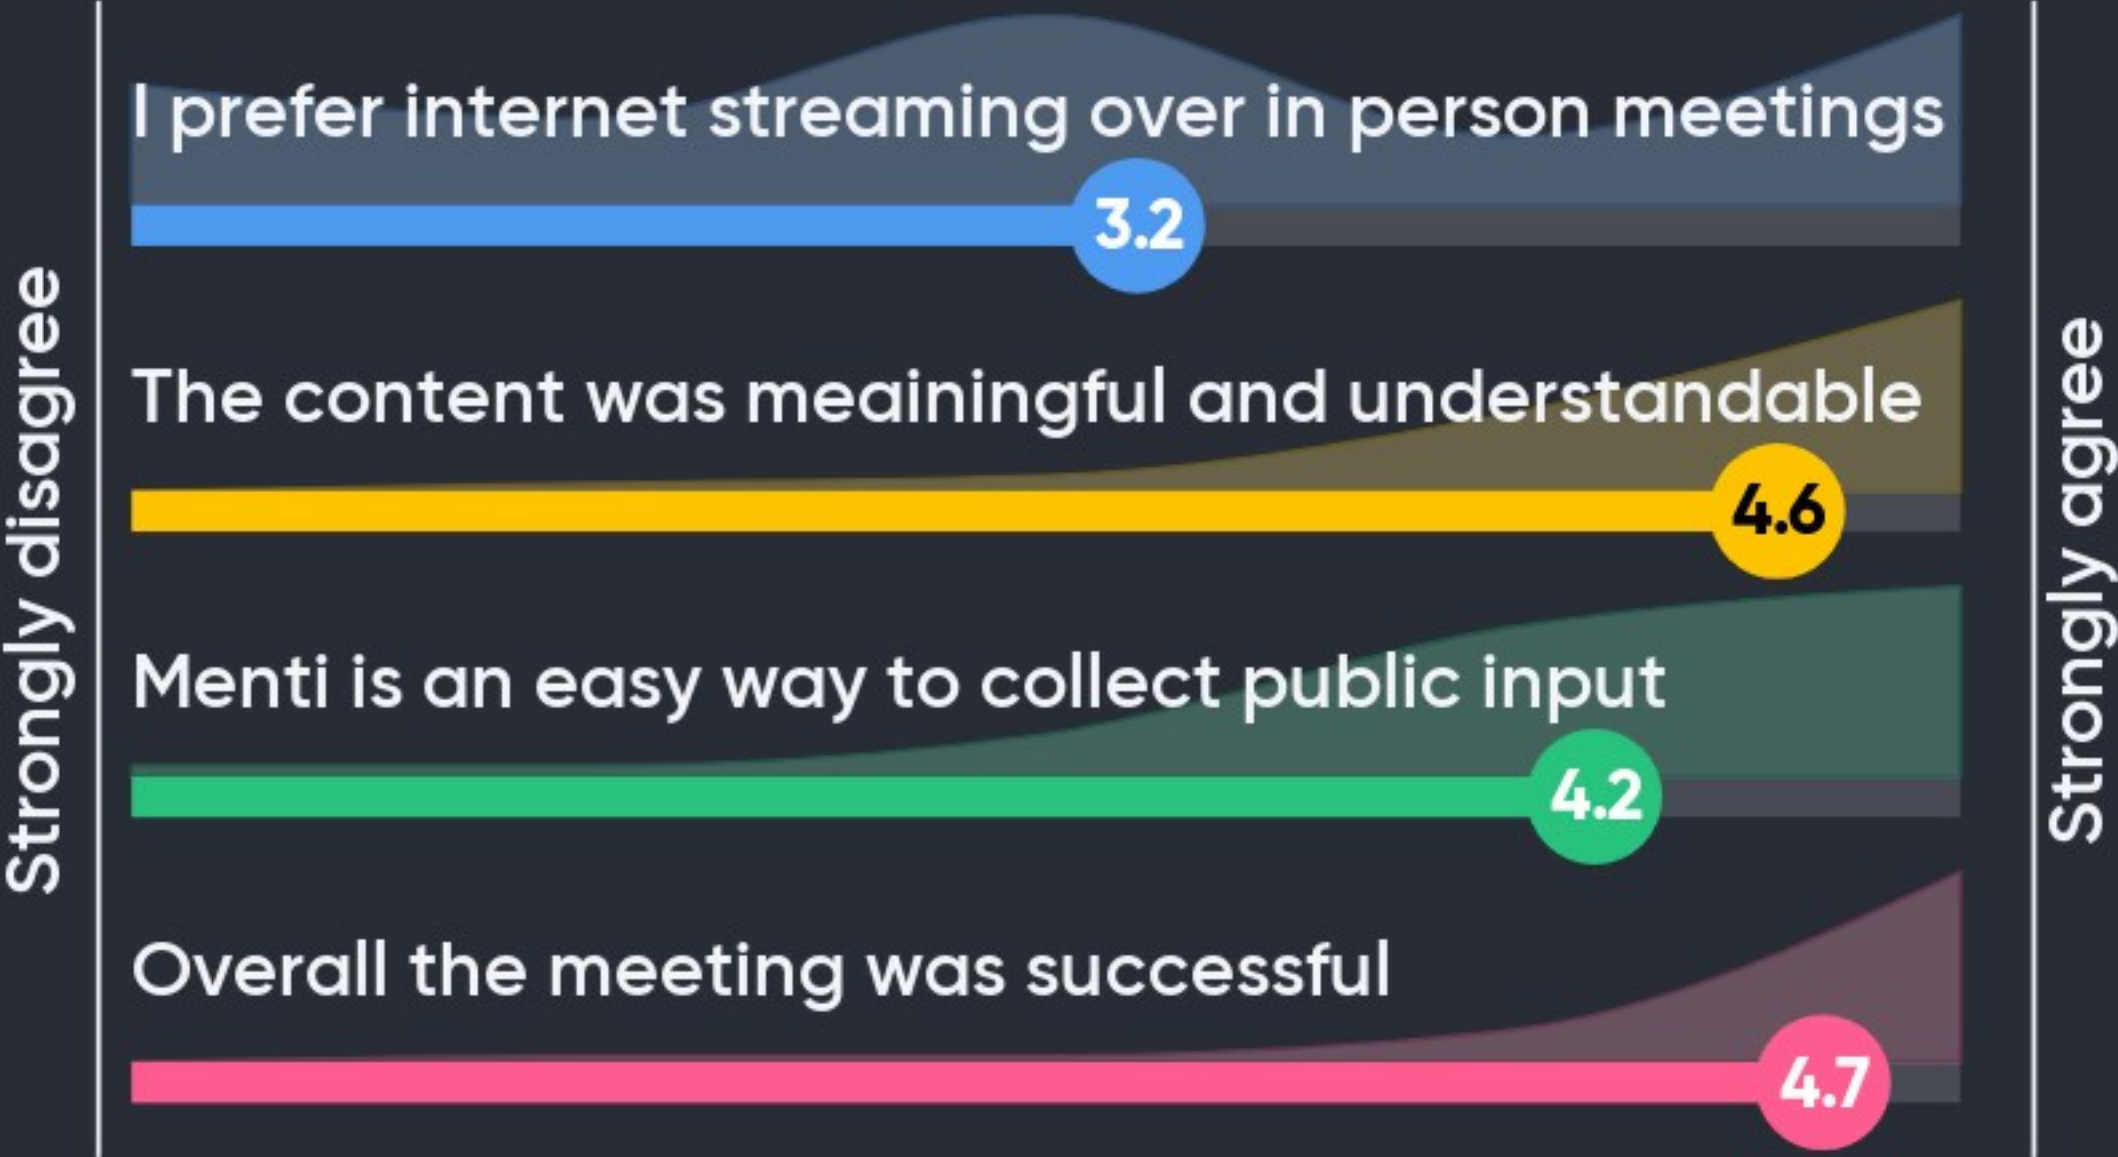 Strongly disagree
I prefer internet streaming over in person meetings
3.2
The content was meainingful and understandable
4.6
Menti is an easy way to collect public input
4.2
Overall the meeting was successful
4.7
Strongly agree